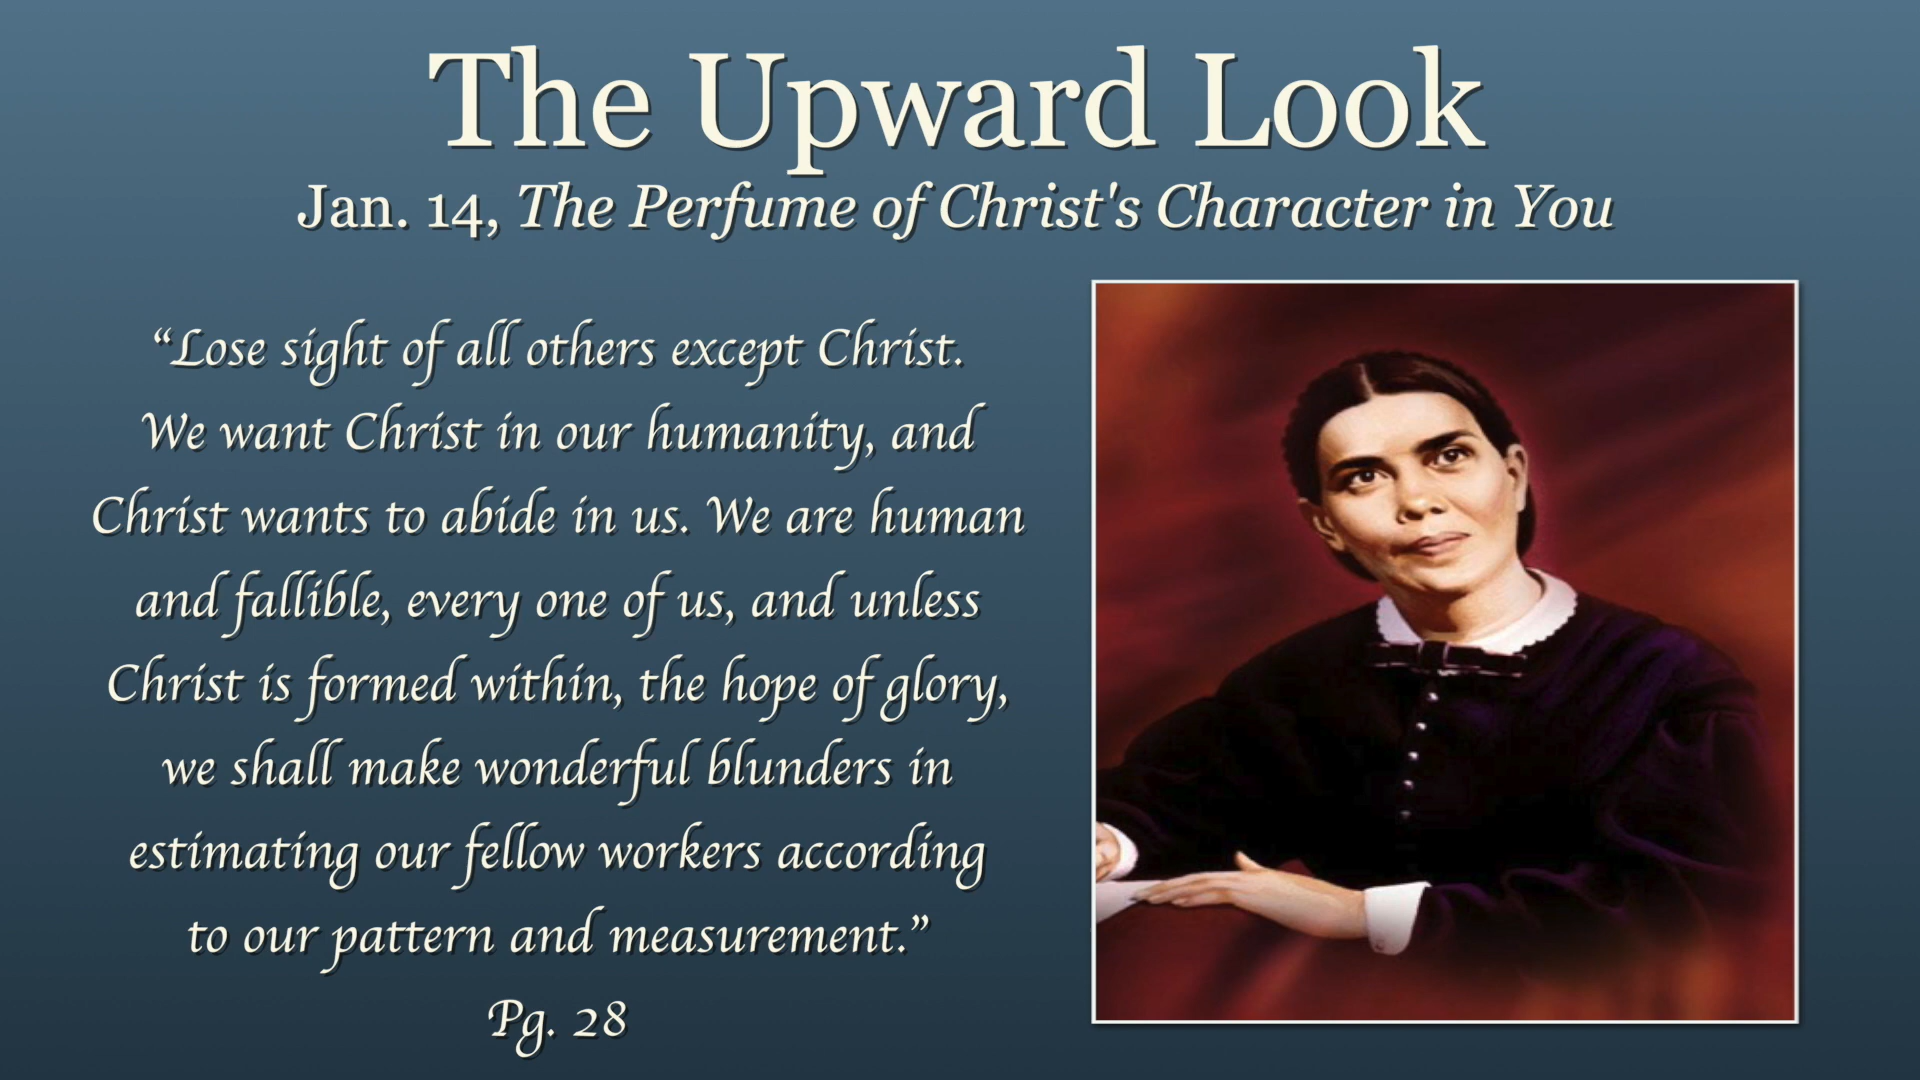 The Upward Look
Jan. 14, The Perfume of Christ's Character in You
“Lose sight of all others except Christ.
We want Christ in our humanity, and
Christ wants to abide in us. We are human
and fallible, every one of us, and unless
Christ is formed within, the hope of glory,
we shall make wonderful blunders in
estimating our fellow workers according
to our pattern and measurement.”
Pg. 28